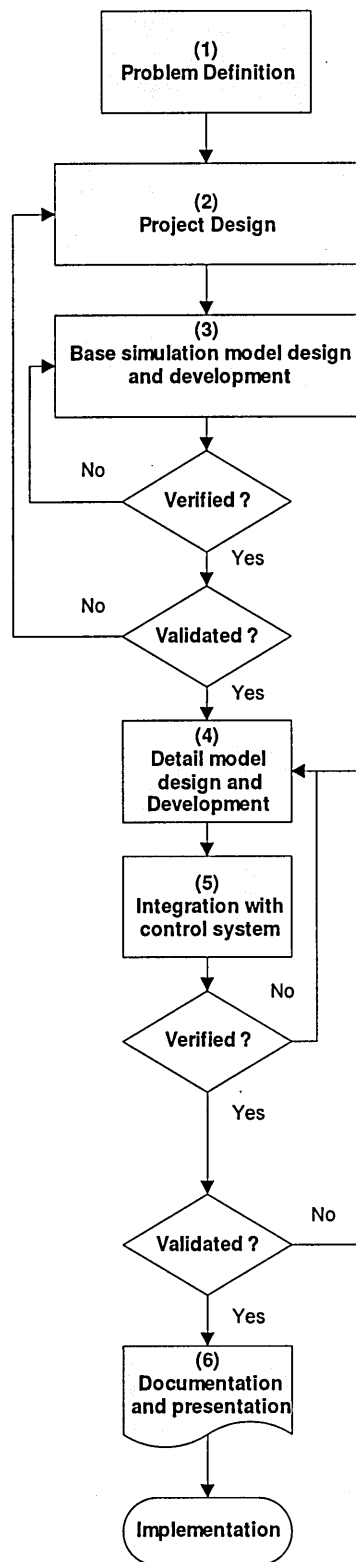 (1)
Problem Definition
(2)
Project Design
(3)
Base simulation model design
and development
No
Verified ?
Yes
No
Validated ?
Yes
(4)
Detail model
design and
Development
(5)
Integration with
control system
No
Verified ?
Yes
No
Validated ?
Yes
(6)
Documentation
and presentation
Implementation